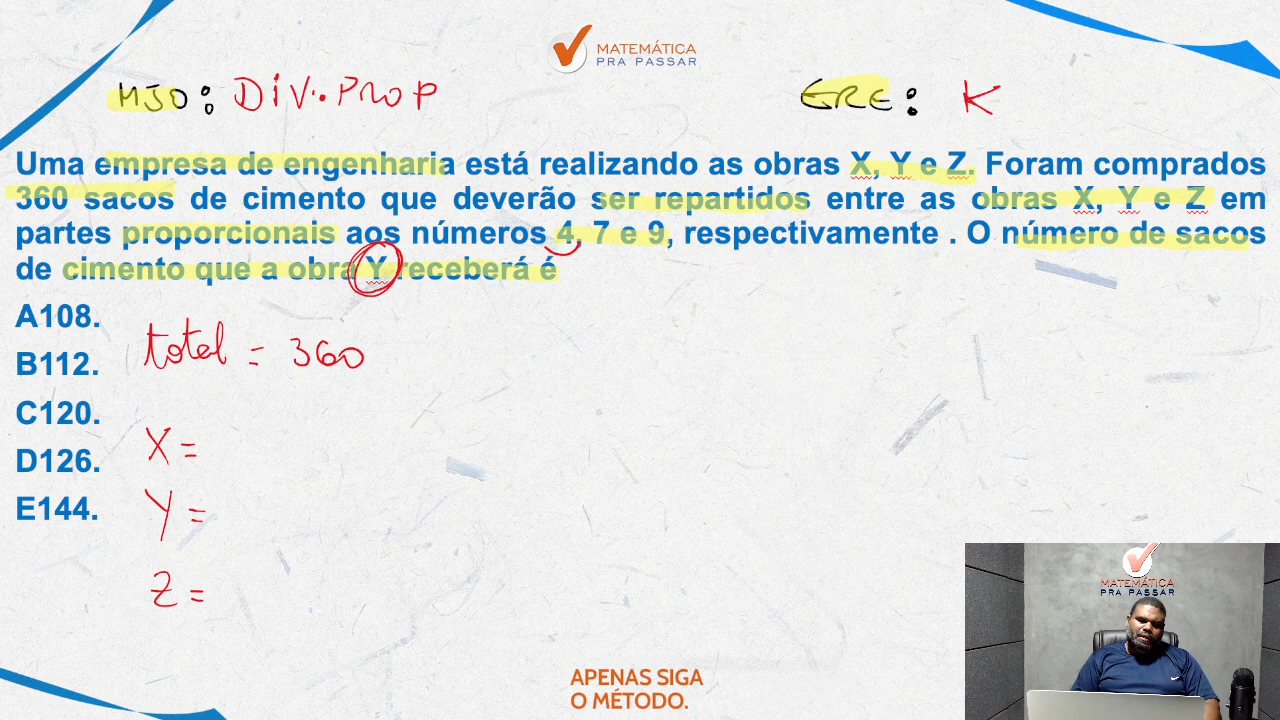 MATEMÁTICA
PRA PASSAR
MJD: DIV. PROP
GRE: K
Uma empresa de engenharia está realizando as obras X, Y e Z. Foram comprados
360 sacos de cimento que deverão ser repartidos entre as obras X, Y e Z em
partes proporcionais aos números 4, 7 e 9, respectivamente . O número de sacos
de cimento que a obra Y receberá é
A108.
B112.
C120.
D126.
E144.
total = 360
X =
Y =
Z =
MATEMÁTICA
PRA PASSAR
APENAS SIGA
O MÉTODO.